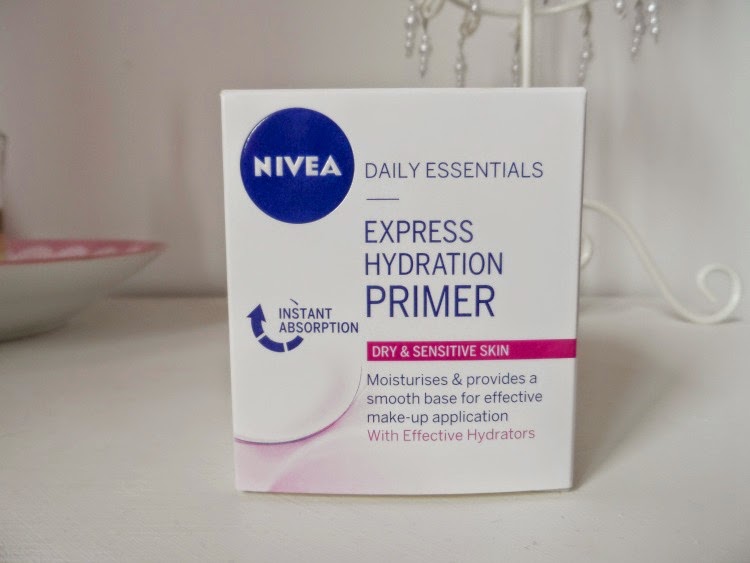 NIVEA
DAILY ESSENTIALS
EXPRESS
HYDRATION
PRIMER
INSTANT
ABSORPTION
DRY & SENSITIVE SKIN
Moisturises & provides a
smooth base for effective
make-up application
With Effective Hydrators